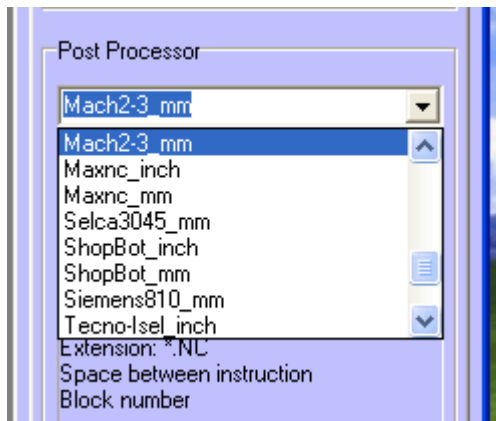 Post Processor
Mach2-3_mm
Mach2-3_mm
Maxnc_inch
Maxnc_mm
Selca3045_mm
ShopBot_inch
ShopBot_mm
Siemens810_mm
Tecno-Isel_inch
Extension: *.NC
Space between instruction
Block number